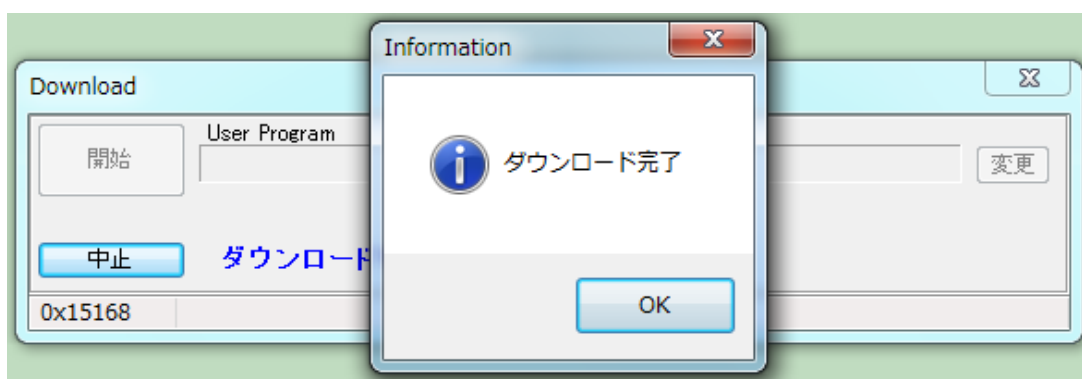 Information
Download
User Program
開始
ダウンロード完了
変更
中止
ダウンロード
0x15168
OK